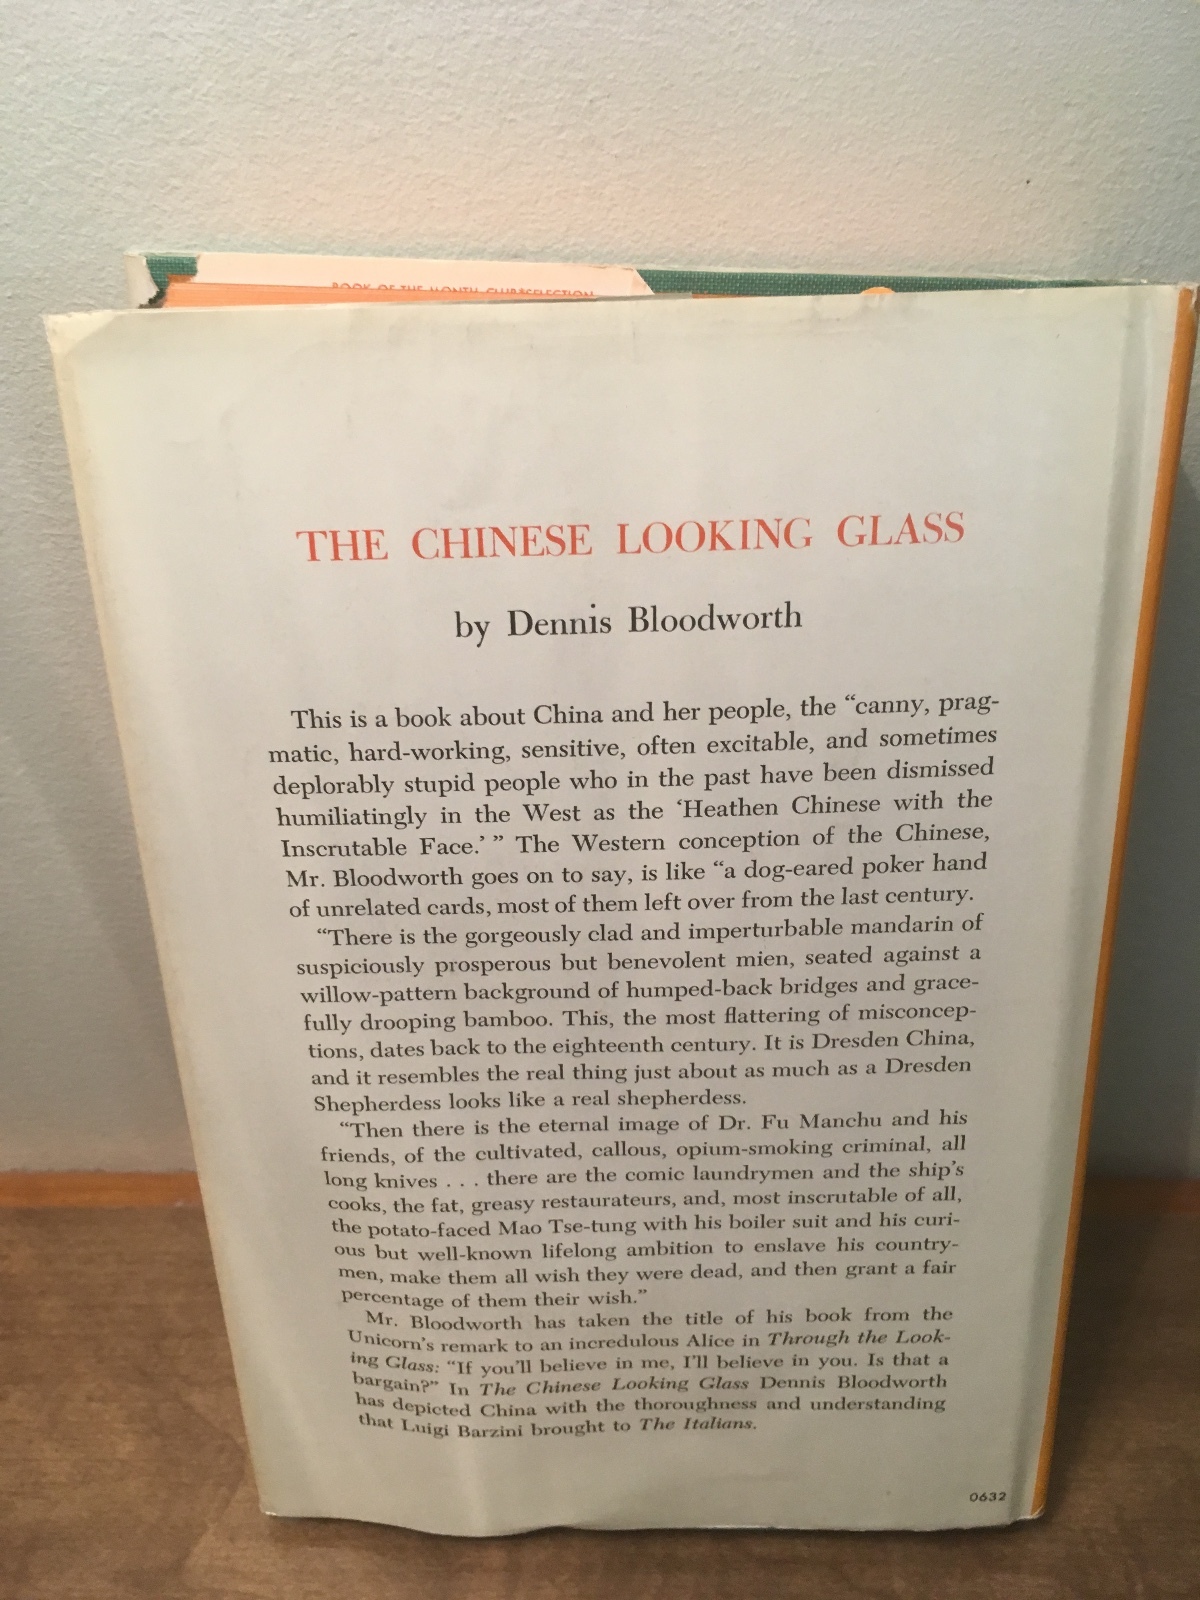 BOOK OF THE MONTH CLUB®SELECTION
THE CHINESE LOOKING GLASS
by Dennis Bloodworth
This is a book about China and her people, the “canny, prag-
matic, hard-working, sensitive, often excitable, and sometimes
deplorably stupid people who in the past have been dismissed
humiliatingly in the West as the ‘Heathen Chinese with the
Inscrutable Face.’ ” The Western conception of the Chinese,
Mr. Bloodworth goes on to say, is like “a dog-eared poker hand
of unrelated cards, most of them left over from the last century.
“There is the gorgeously clad and imperturbable mandarin of
suspiciously prosperous but benevolent mien, seated against a
willow-pattern background of humped-back bridges and grace-
fully drooping bamboo. This, the most flattering of misconcep-
tions, dates back to the eighteenth century. It is Dresden China,
and it resembles the real thing just about as much as a Dresden
Shepherdess looks like a real shepherdess.
“Then there is the eternal image of Dr. Fu Manchu and his
friends, of the cultivated, callous, opium-smoking criminal, all
long knives . . . there are the comic laundrymen and the ship’s
cooks, the fat, greasy restaurateurs, and, most inscrutable of all,
the potato-faced Mao Tse-tung with his boiler suit and his curi-
ous but well-known lifelong ambition to enslave his country-
men, make them all wish they were dead, and then grant a fair
percentage of them their wish.”
Mr. Bloodworth has taken the title of his book from the
Unicorn’s remark to an incredulous Alice in Through the Look-
ing Glass: “If you’ll believe in me, I’ll believe in you. Is that a
bargain?” In The Chinese Looking Glass Dennis Bloodworth
has depicted China with the thoroughness and understanding
that Luigi Barzini brought to The Italians.
0632